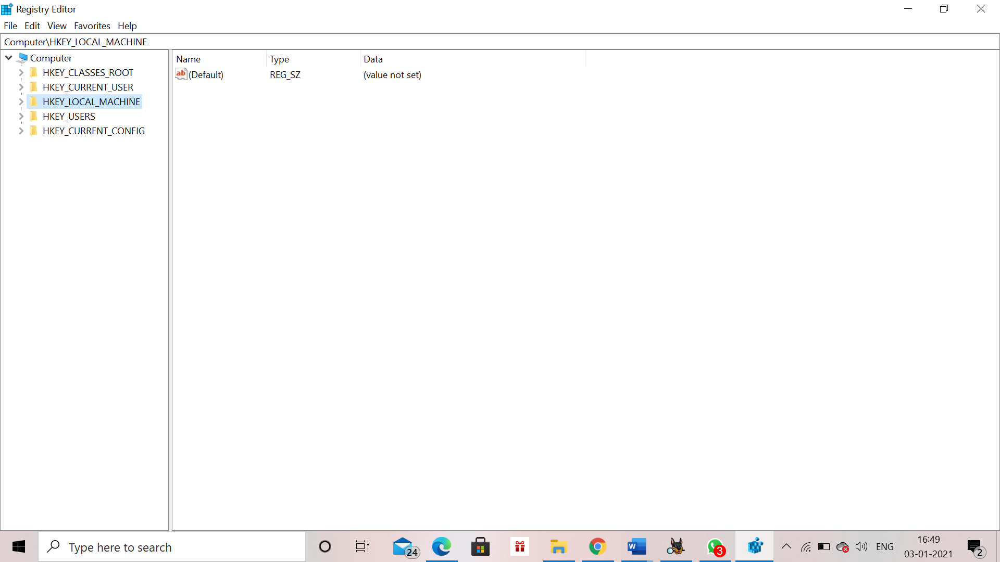 Registry Editor
File Edit View Favorites Help
Computer\HKEY_LOCAL_MACHINE
Computer
HKEY_CLASSES_ROOT
HKEY_CURRENT_USER
HKEY_LOCAL_MACHINE
HKEY_USERS
HKEY_CURRENT_CONFIG
Name Type Data
ab (Default) REG_SZ (value not set)
Type here to search
24
W
3
ENG
16:49
03-01-2021
2